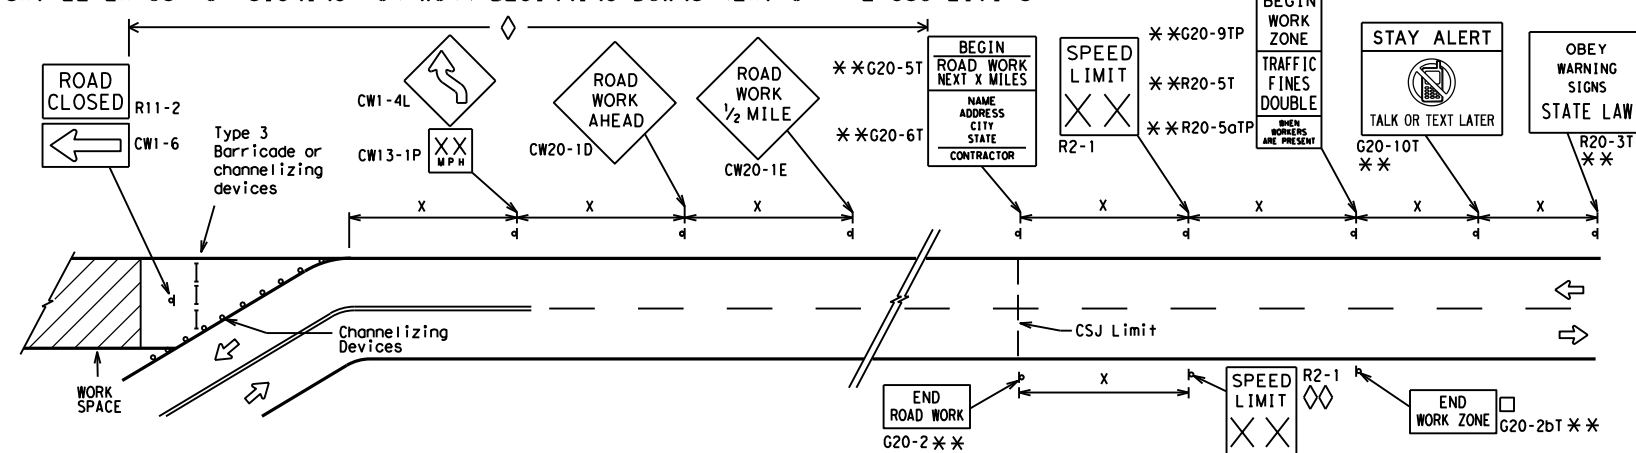 ROAD
CLOSED
R11-2
CW1-6
Type 3
Barricade or
channelizing
devices
CW1-4L
CW13-1P
XX
MPH
ROAD
WORK
AHEAD
CW20-1D
ROAD
WORK
1/2 MILE
CW20-1E
**G20-5T
**G20-6T
BEGIN
ROAD WORK
NEXT X MILES
NAME
ADDRESS
CITY
STATE
CONTRACTOR
SPEED
LIMIT
XX
R2-1
**G20-9TP
**R20-5T
**R20-5aTP
BEGIN
WORK
ZONE
TRAFFIC
FINES
DOUBLE
WHEN
WORKERS
ARE PRESENT
STAY ALERT
TALK OR TEXT LATER
G20-10T
**
OBEY
WARNING
SIGNS
STATE LAW
R20-3T
**
X
X
X
X
X
X
X
Channelizing
Devices
CSJ Limit
WORK
SPACE
X
END
ROAD WORK
G20-2**
SPEED
LIMIT
XX
R2-1
END
WORK ZONE
G20-2bT**